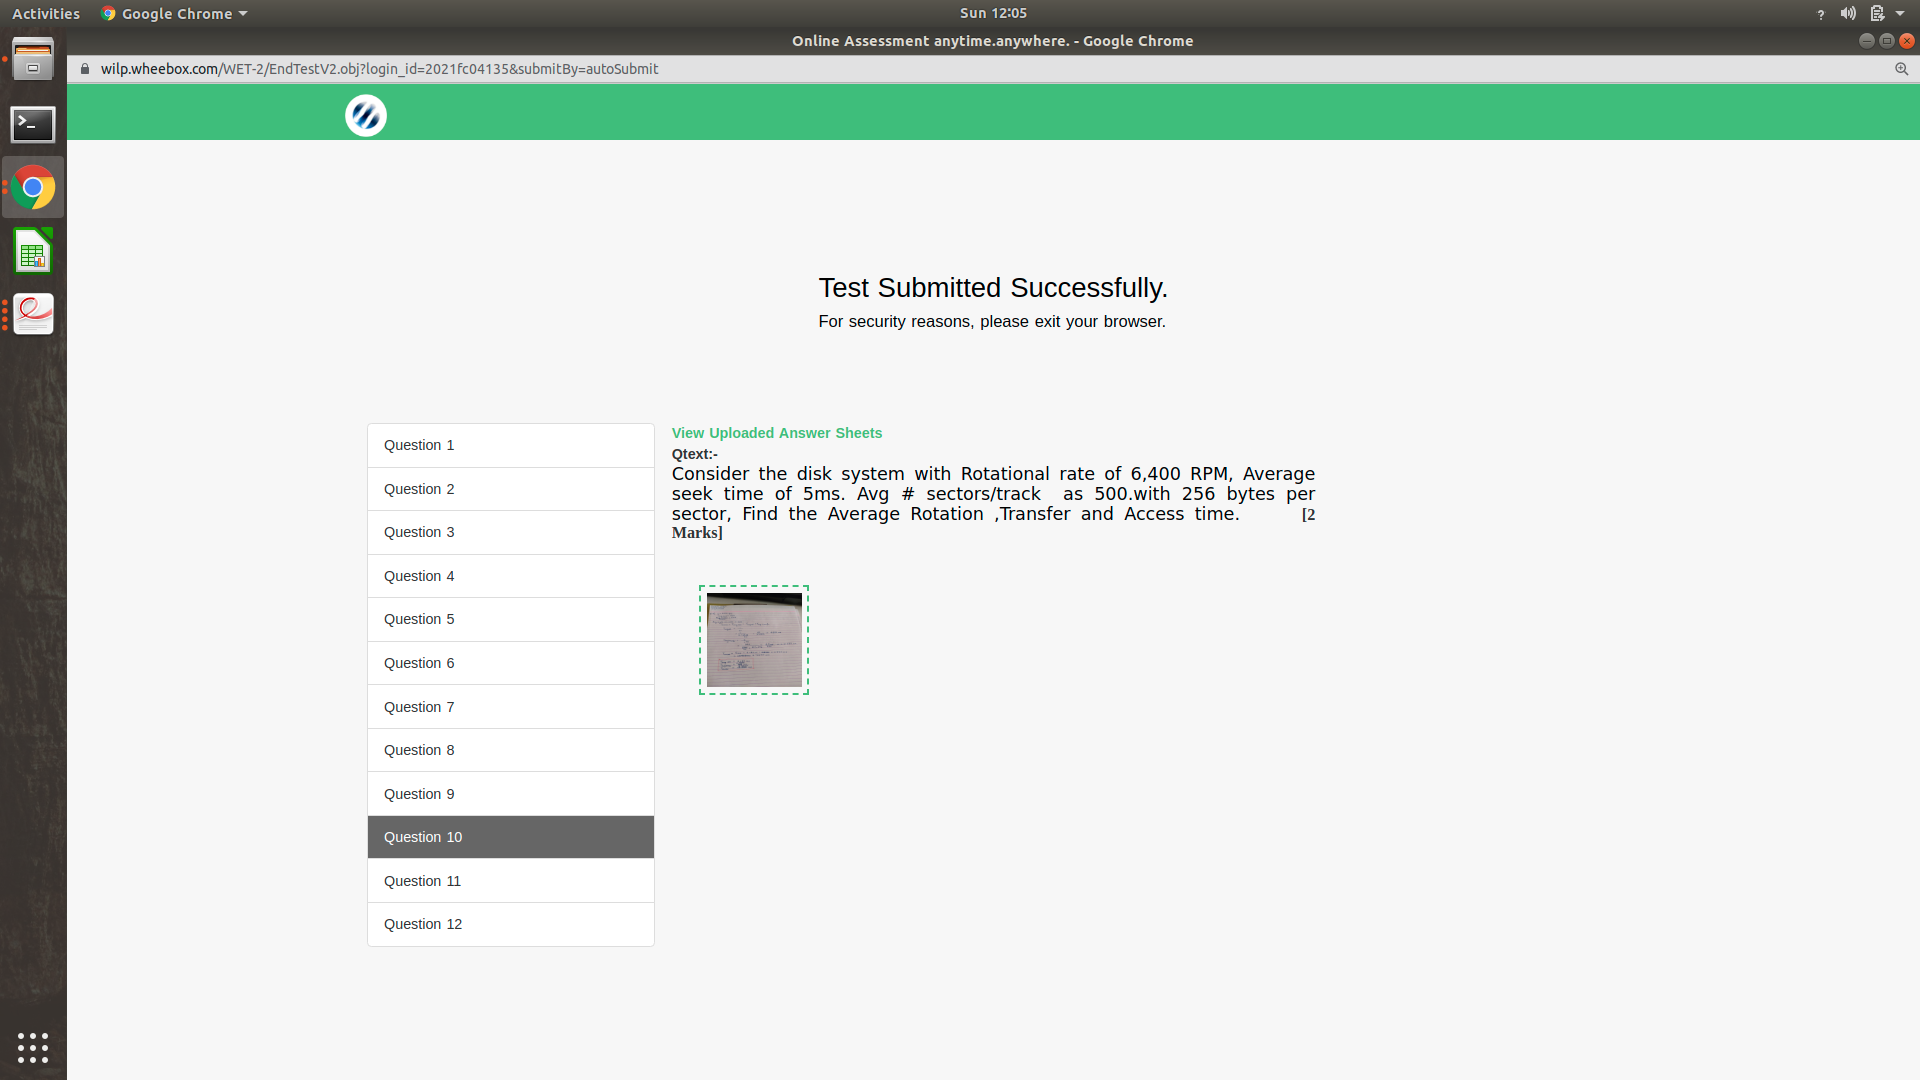 Activities
Google Chrome
Sun 12:05
?
Online Assessment anytime.anywhere. - Google Chrome
wilp.wheebox.com/WET-2/EndTestV2.obj?login_id=2021fc04135&submitBy=autoSubmit
Test Submitted Successfully.
For security reasons, please exit your browser.
Question 1
Question 2
Question 3
Question 4
Question 5
Question 6
Question 7
Question 8
Question 9
Question 10
Question 11
Question 12
View Uploaded Answer Sheets
Qtext:-
Consider the disk system with Rotational rate of 6,400 RPM, Average
seek time of 5ms. Avg # sectors/track as 500.with 256 bytes per
sector, Find the Average Rotation ,Transfer and Access time. [2
Marks]